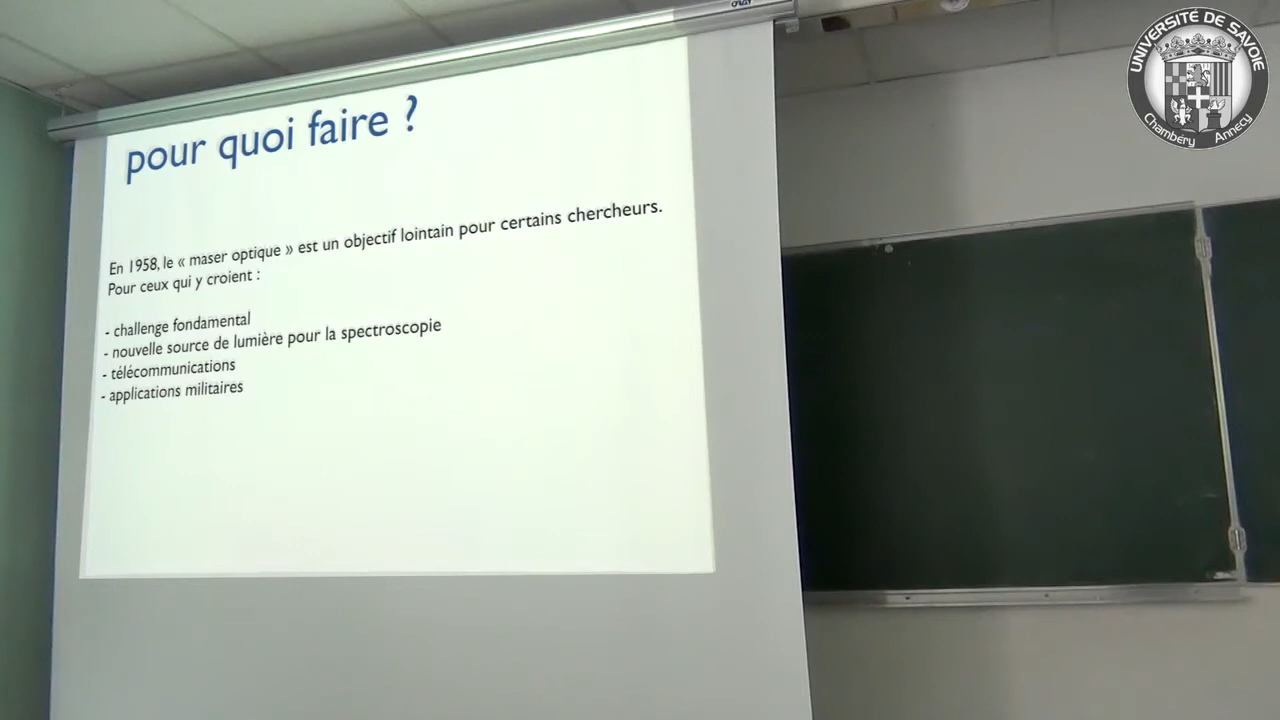 pour quoi faire ?
En 1958, le « maser optique » est un objectif lointain pour certains chercheurs.
Pour ceux qui y croient :
- challenge fondamental
- nouvelle source de lumière pour la spectroscopie
- télécommunications
- applications militaires
UNIVERSITÉ DE SAVOIE
Chambéry Annecy